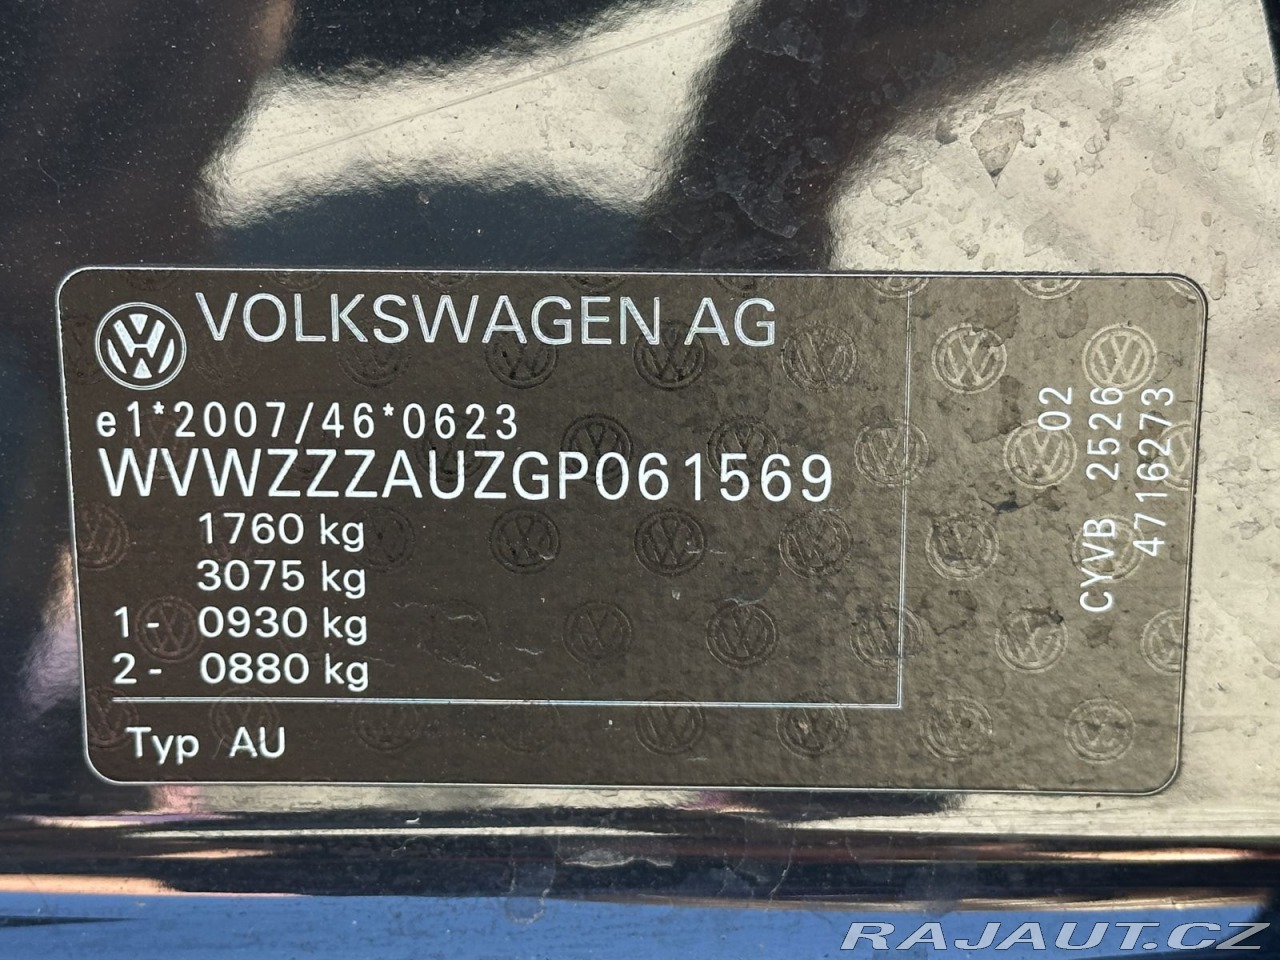 VOLKSWAGEN AG
e1*2007/46*0623
WVWZZZAUZGP061569
1760 kg
3075 kg
1- 0930 kg
2- 0880 kg
Typ AU
02
CYVB 2526
4716273
RAJAUT.CZ